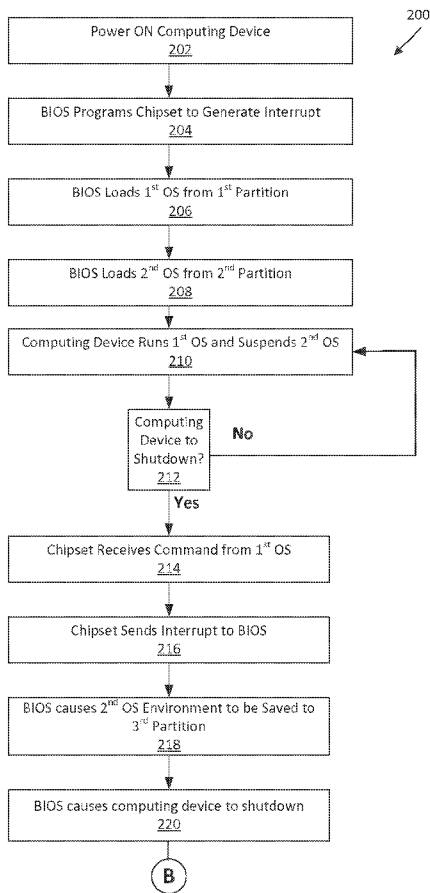 200
Power ON Computing Device
202
BIOS Programs Chipset to Generate Interrupt
204
BIOS Loads 1st OS from 1st Partition
206
BIOS Loads 2nd OS from 2nd Partition
208
Computing Device Runs 1st OS and Suspends 2nd OS
210
Computing
Device to
Shutdown?
212
No
Yes
Chipset Receives Command from 1st OS
214
Chipset Sends Interrupt to BIOS
216
BIOS causes 2nd OS Environment to be Saved to
3rd Partition
218
BIOS causes computing device to shutdown
220
B